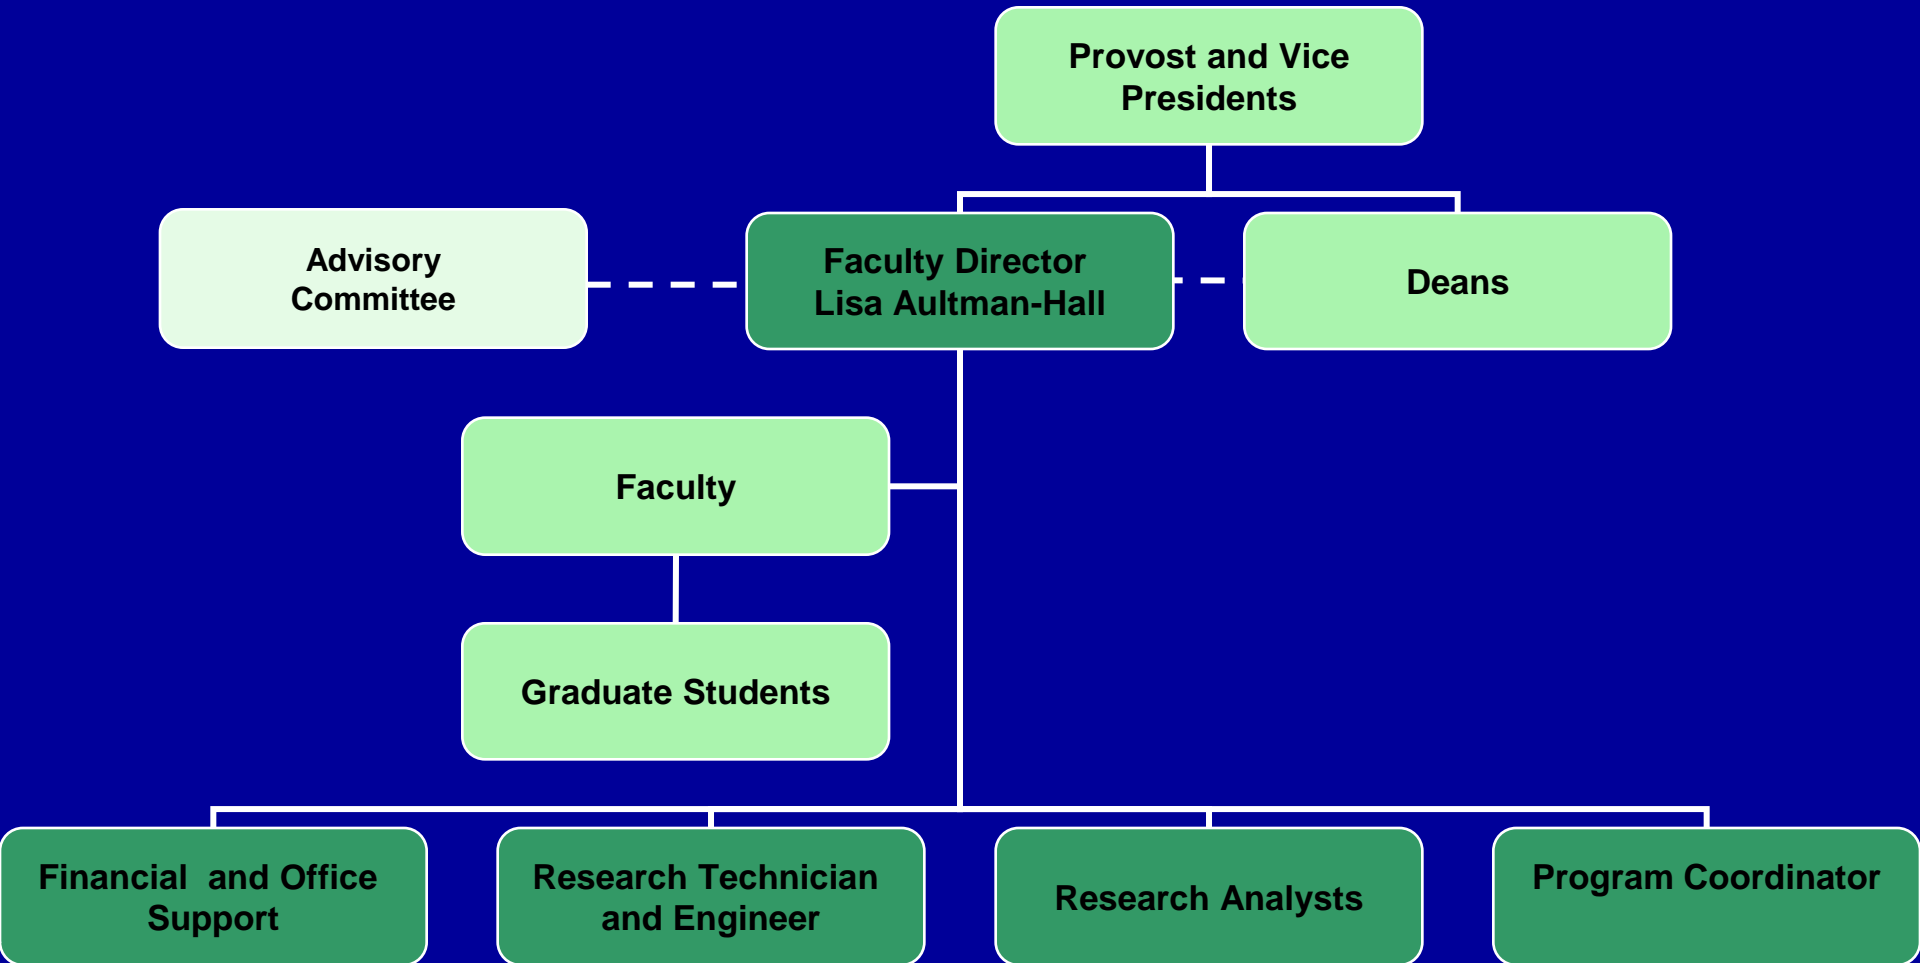 Provost and Vice
Presidents
Advisory
Committee
Faculty Director
Lisa Aultman-Hall
Deans
Faculty
Graduate Students
Financial  and Office
Support
Research Technician
and Engineer
Research Analysts
Program Coordinator